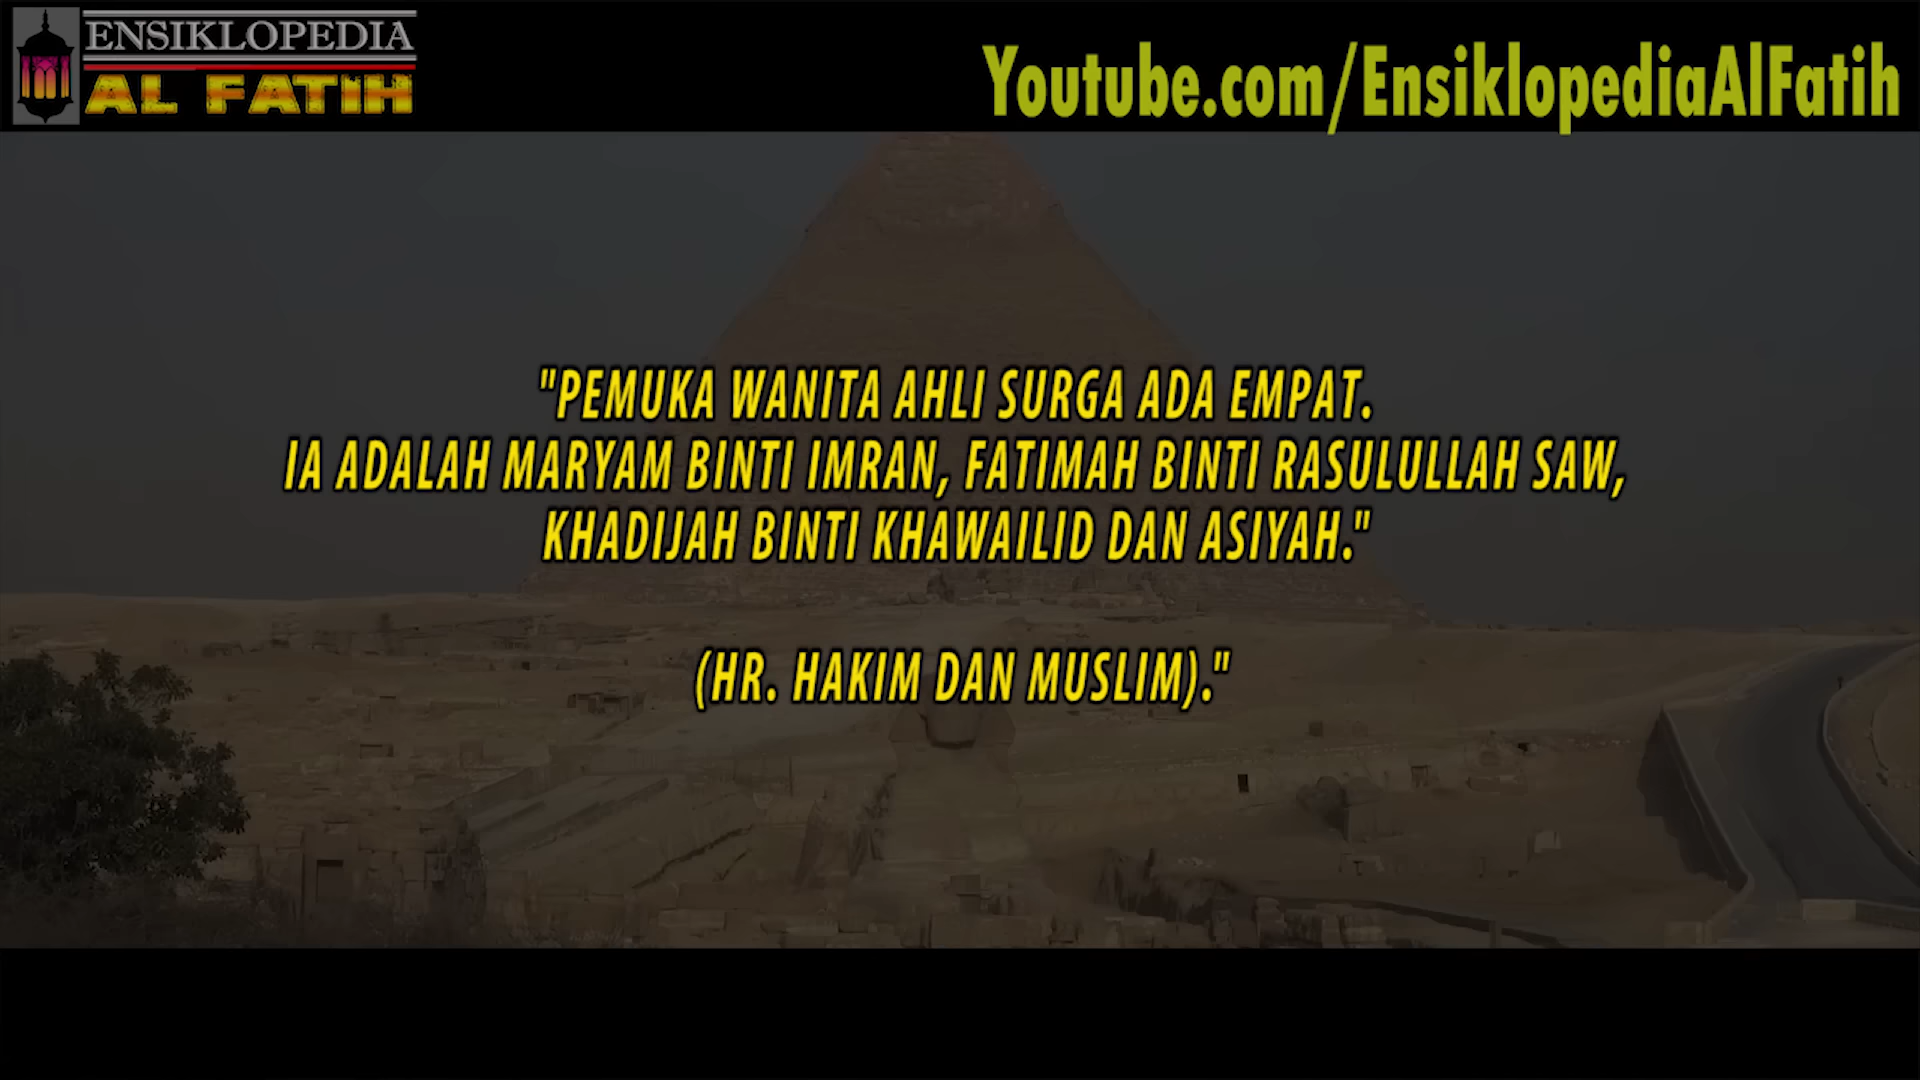 ENSIKLOPEDIA
AL FATIH
Youtube.com/EnsiklopediaAlFatih
"PEMUKA WANITA AHLI SURGA ADA EMPAT.
IA ADALAH MARYAM BINTI IMRAN, FATIMAH BINTI RASULULLAH SAW,
KHADIJAH BINTI KHAWAILID DAN ASIYAH."
(HR. HAKIM DAN MUSLIM)."